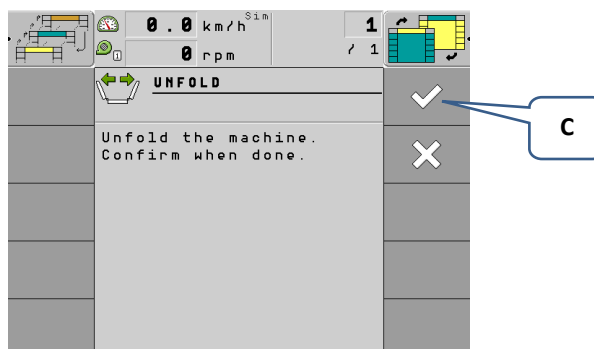 Sim
0.0 km/h 1
0 rpm / 1
i
UNFOLD
Unfold the machine.
Confirm when done.
C